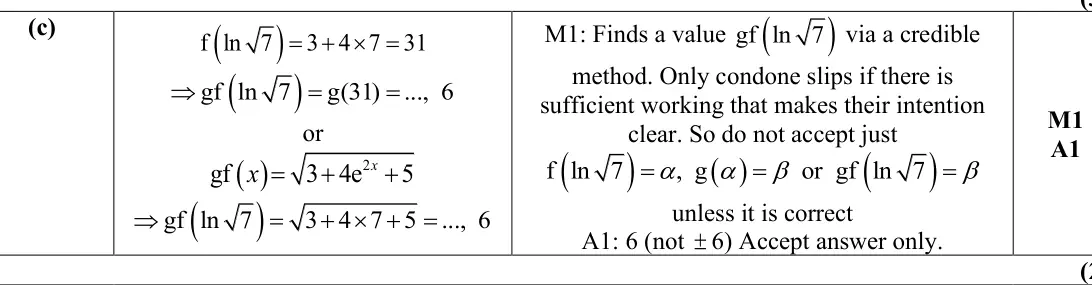 (c)
f(ln √7) = 3 + 4 × 7 = 31
⇒ gf(ln √7) = g(31) = ..., 6
or
gf(x) = √(3 + 4e²ˣ + 5)
⇒ gf(ln √7) = √(3 + 4 × 7 + 5) = ..., 6
M1: Finds a value gf(ln √7) via a credible
method. Only condone slips if there is
sufficient working that makes their intention
clear. So do not accept just
f(ln √7) = α, g(α) = β or gf(ln √7) = β
unless it is correct
A1: 6 (not ± 6) Accept answer only.
M1
A1
(2